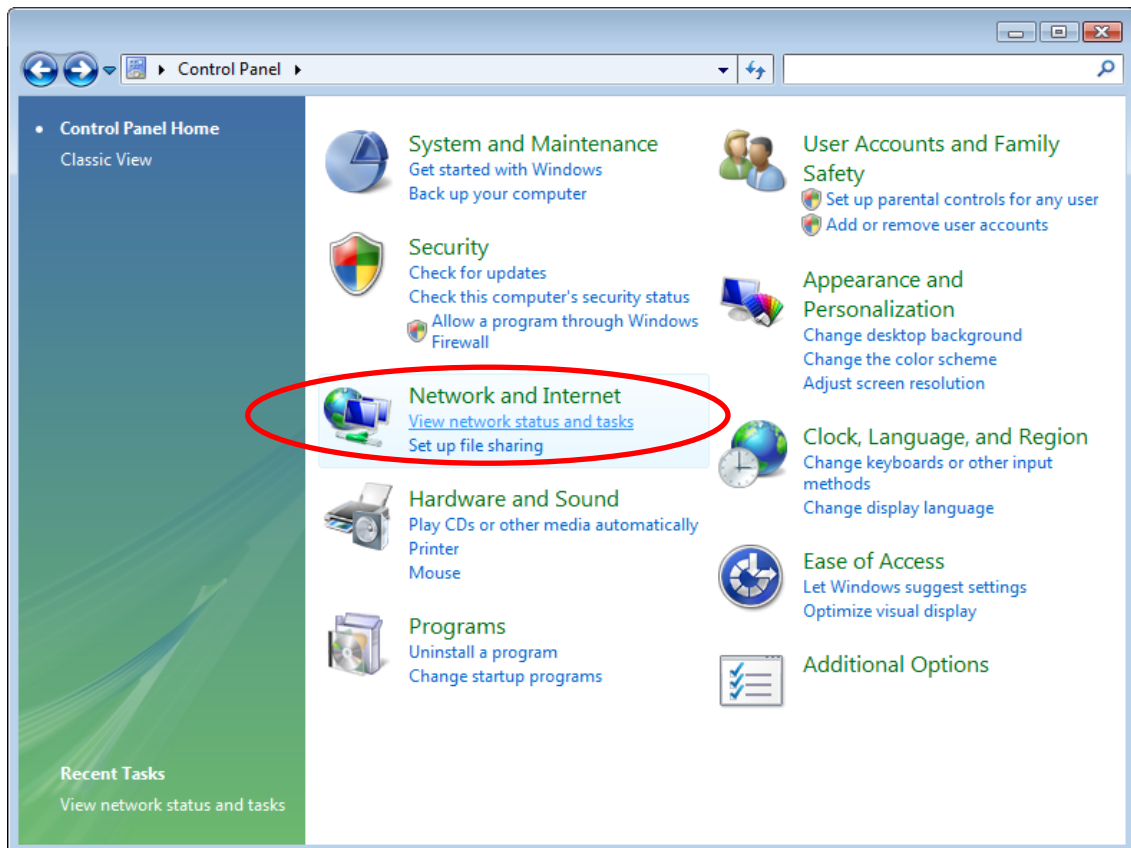 Control Panel
Control Panel Home
Classic View
System and Maintenance
Get started with Windows
Back up your computer
Security
Check for updates
Check this computer's security status
Allow a program through Windows
Firewall
Network and Internet
View network status and tasks
Set up file sharing
Hardware and Sound
Play CDs or other media automatically
Printer
Mouse
Programs
Uninstall a program
Change startup programs
User Accounts and Family
Safety
Set up parental controls for any user
Add or remove user accounts
Appearance and
Personalization
Change desktop background
Change the color scheme
Adjust screen resolution
Clock, Language, and Region
Change keyboards or other input
methods
Change display language
Ease of Access
Let Windows suggest settings
Optimize visual display
Additional Options
Recent Tasks
View network status and tasks